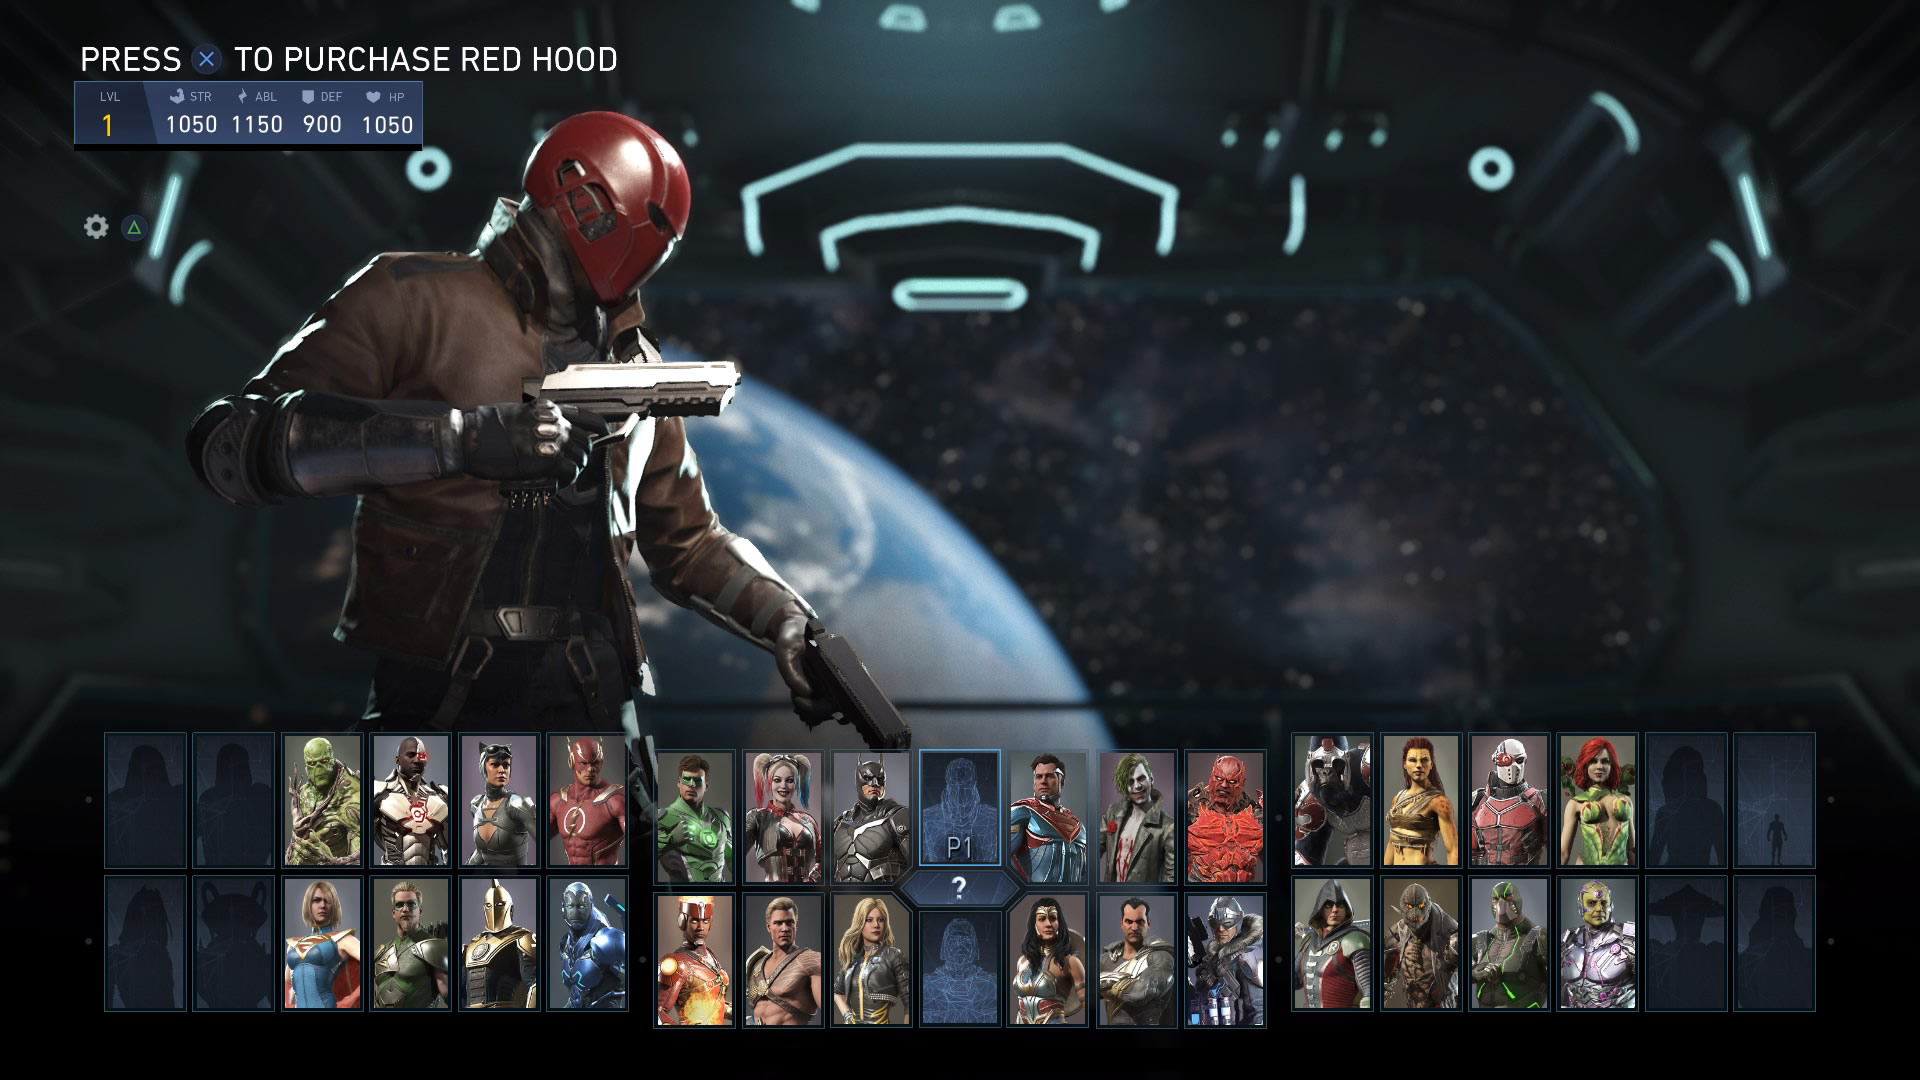 PRESS TO PURCHASE RED HOOD
LVL STR ABL DEF HP
1 1050 1150 900 1050
P1
?